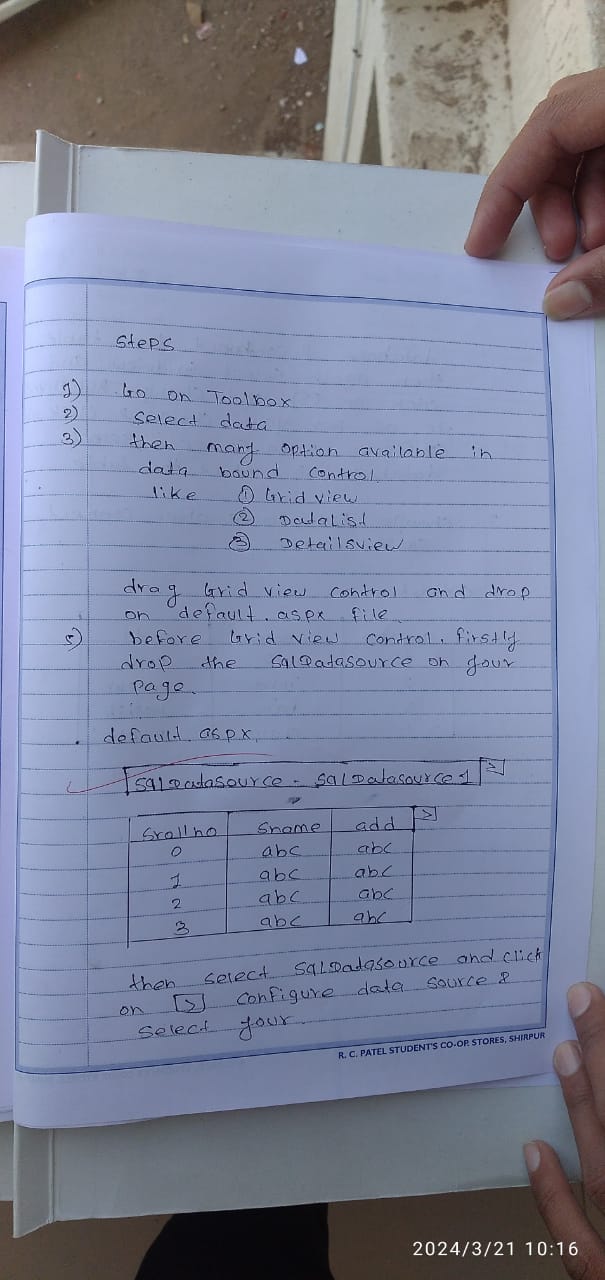 Steps
1) Go on Toolbox
2) Select data
3) then many option available in
data bound control
like ① Grid view
② DataList
③ Detailsview
drag Grid view control and drop
on default.aspx file.
5) before Grid view control, firstly
drop the sqlDatasource on your
page.
. default aspx.
SqlDatasource - SqlDatasource1 >
Srollno Sname add >
0 abc abc
1 abc abc
2 abc abc
3 abc abc
then select SqlDatasource and click
on [>] configure data source &
select your
R. C. PATEL STUDENT'S CO-OP. STORES, SHIRPUR
2024/3/21 10:16